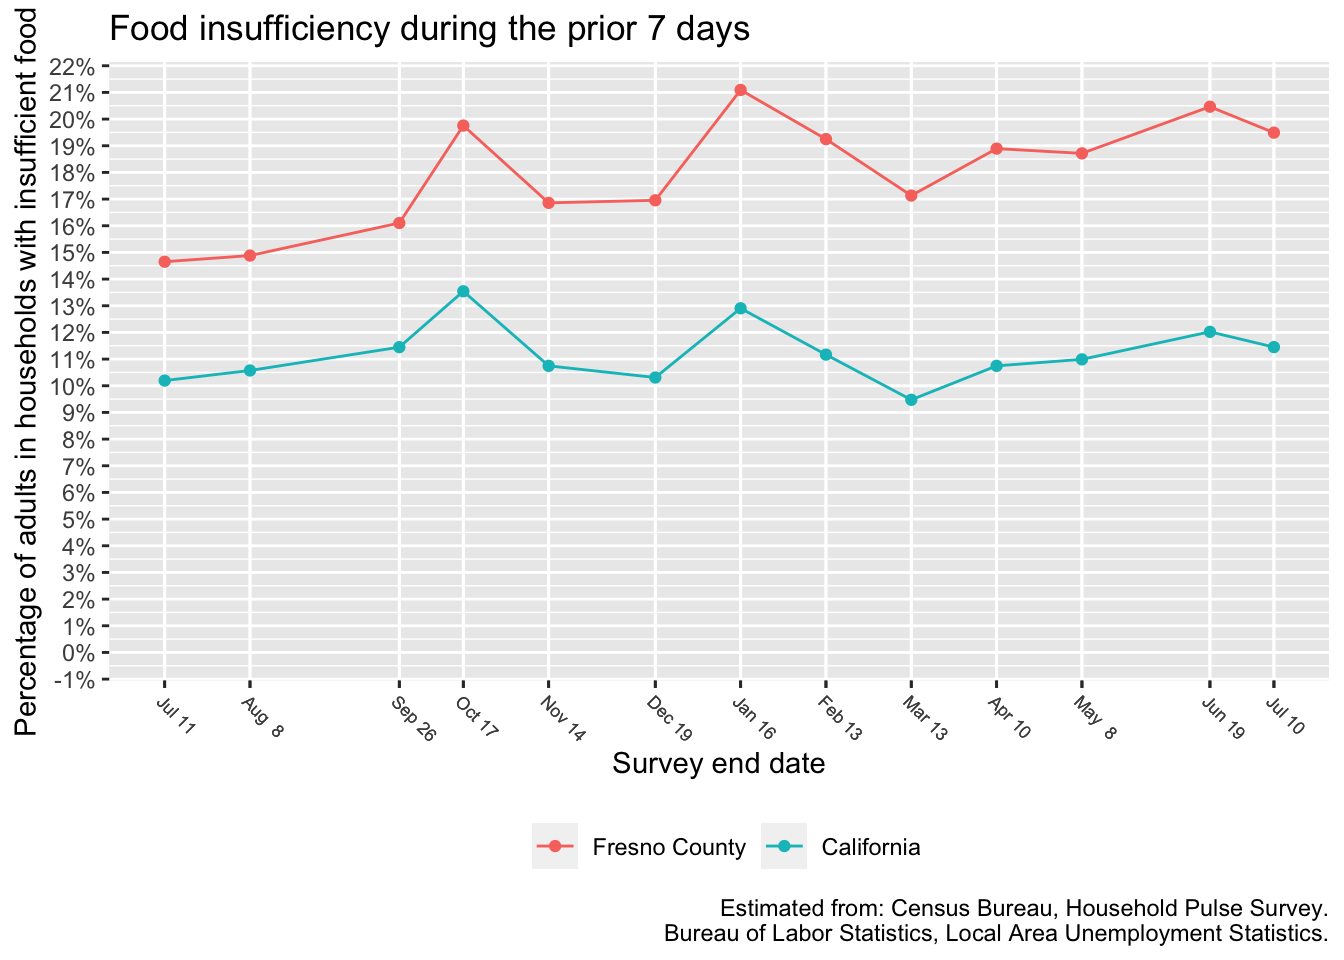 Food insufficiency during the prior 7 days
Percentage of adults in households with insufficient food
22%
21%
20%
19%
18%
17%
16%
15%
14%
13%
12%
11%
10%
9%
8%
7%
6%
5%
4%
3%
2%
1%
0%
-1%
Jul 11
Aug 8
Sep 26
Oct 17
Nov 14
Dec 19
Jan 16
Feb 13
Mar 13
Apr 10
May 8
Jun 19
Jul 10
Survey end date
Fresno County
California
Estimated from: Census Bureau, Household Pulse Survey.
Bureau of Labor Statistics, Local Area Unemployment Statistics.